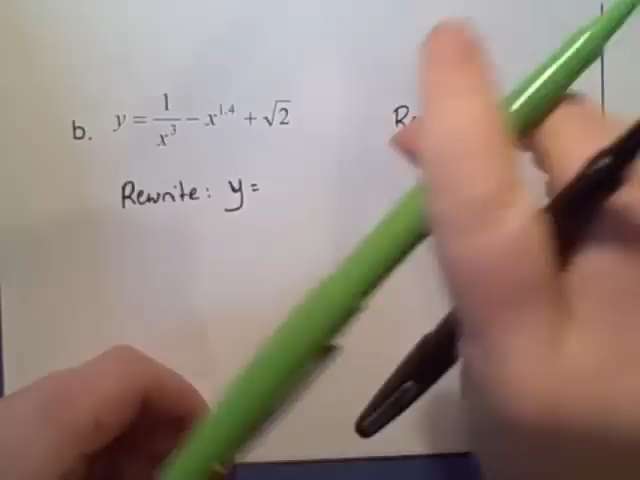 b. y = 1/x³ − x^1.4 + √2
Rewrite: y=